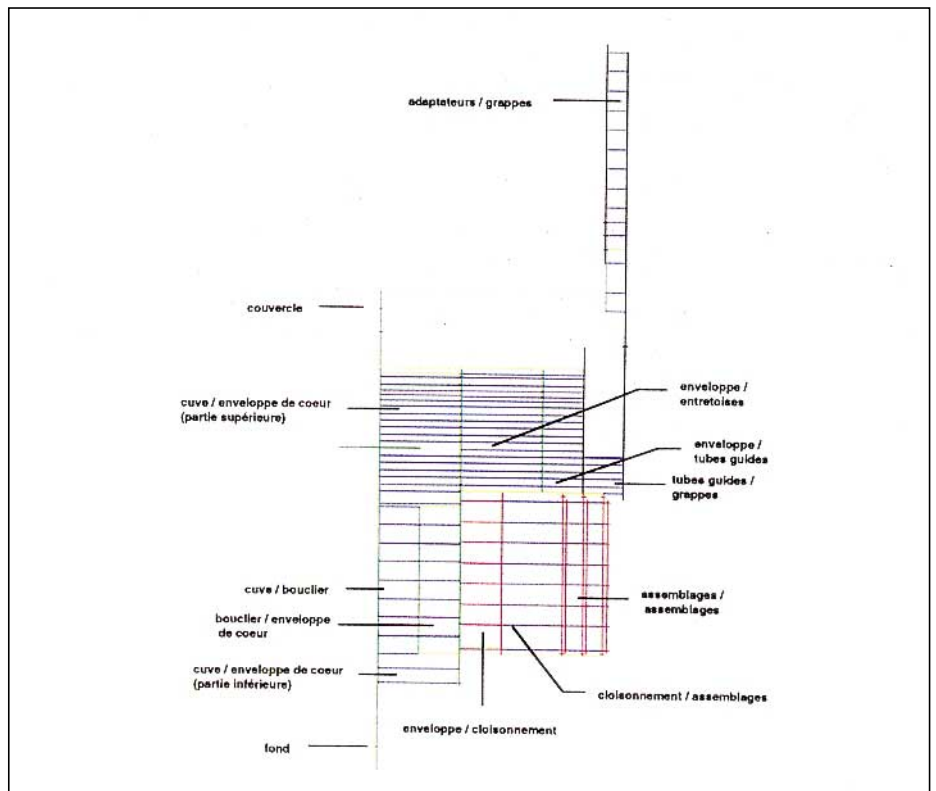 adaptateurs / grappes
couvercle
cuve / enveloppe de coeur
(partie supérieure)
enveloppe /
entretoises
enveloppe /
tubes guides
tubes guides /
grappes
cuve / bouclier
bouclier / enveloppe
de coeur
assemblages /
assemblages
cuve / enveloppe de coeur
(partie inférieure)
cloisonnement / assemblages
enveloppe / cloisonnement
fond